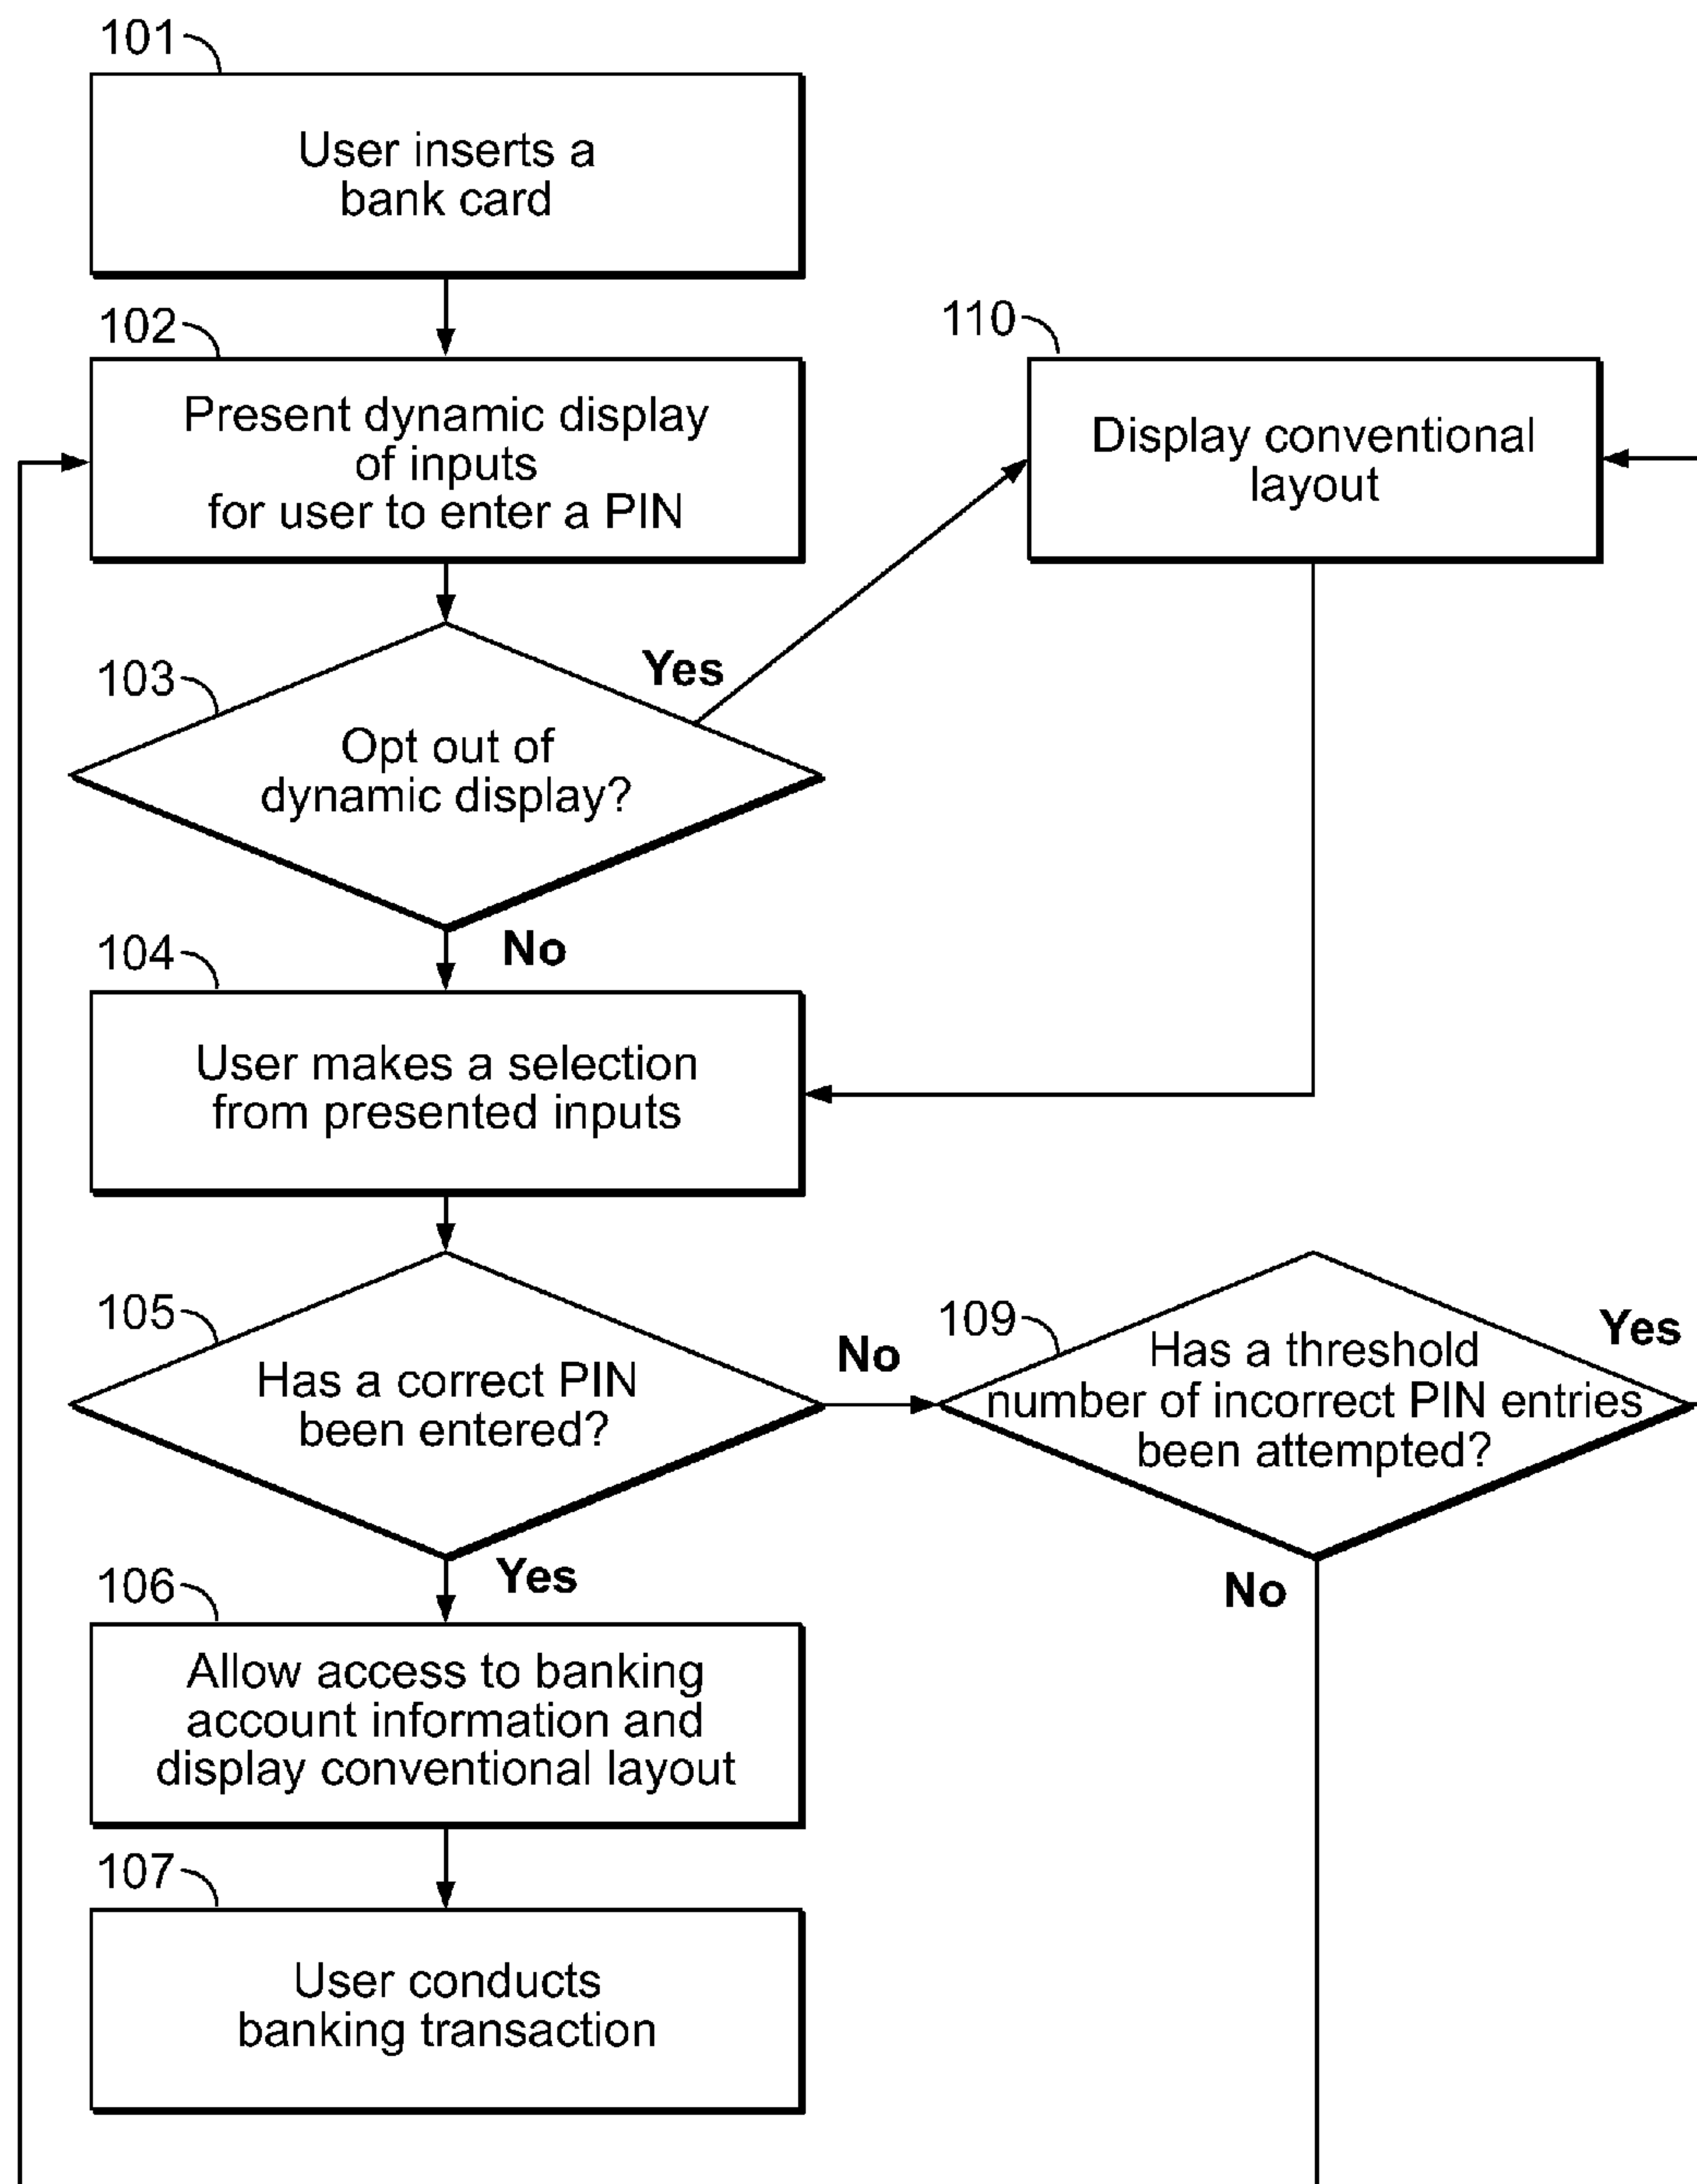 101
User inserts a
bank card
102
Present dynamic display
of inputs
for user to enter a PIN
110
Display conventional
layout
103
Opt out of
dynamic display?
Yes
No
104
User makes a selection
from presented inputs
105
Has a correct PIN
been entered?
No
109
Has a threshold
number of incorrect PIN entries
been attempted?
Yes
No
Yes
106
Allow access to banking
account information and
display conventional layout
107
User conducts
banking transaction